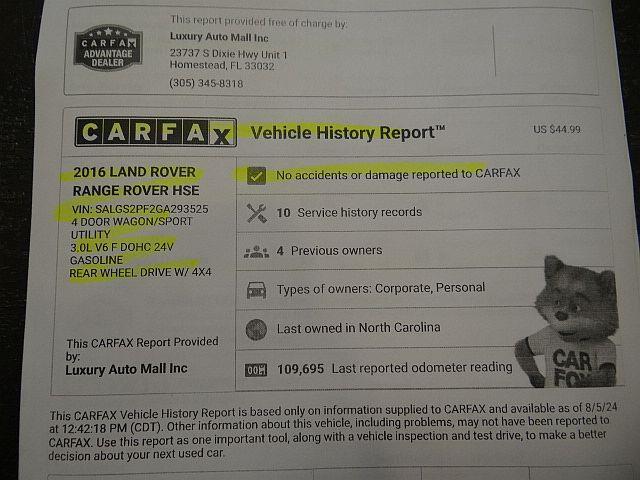 This report provided free of charge by:
CARFAX
ADVANTAGE
DEALER
Luxury Auto Mall Inc
23737 S Dixie Hwy Unit 1
Homestead, FL 33032
(305) 345-8318
CARFAX Vehicle History Report™ US $44.99
2016 LAND ROVER
RANGE ROVER HSE
VIN: SALGS2PF2GA293525
4 DOOR WAGON/SPORT
UTILITY
3.0L V6 F DOHC 24V
GASOLINE
REAR WHEEL DRIVE W/ 4X4
This CARFAX Report Provided
by:
Luxury Auto Mall Inc
No accidents or damage reported to CARFAX
10 Service history records
4 Previous owners
Types of owners: Corporate, Personal
Last owned in North Carolina
109,695 Last reported odometer reading
CAR
FOX
This CARFAX Vehicle History Report is based only on information supplied to CARFAX and available as of 8/5/24
at 12:42:18 PM (CDT). Other information about this vehicle, including problems, may not have been reported to
CARFAX. Use this report as one important tool, along with a vehicle inspection and test drive, to make a better
decision about your next used car.